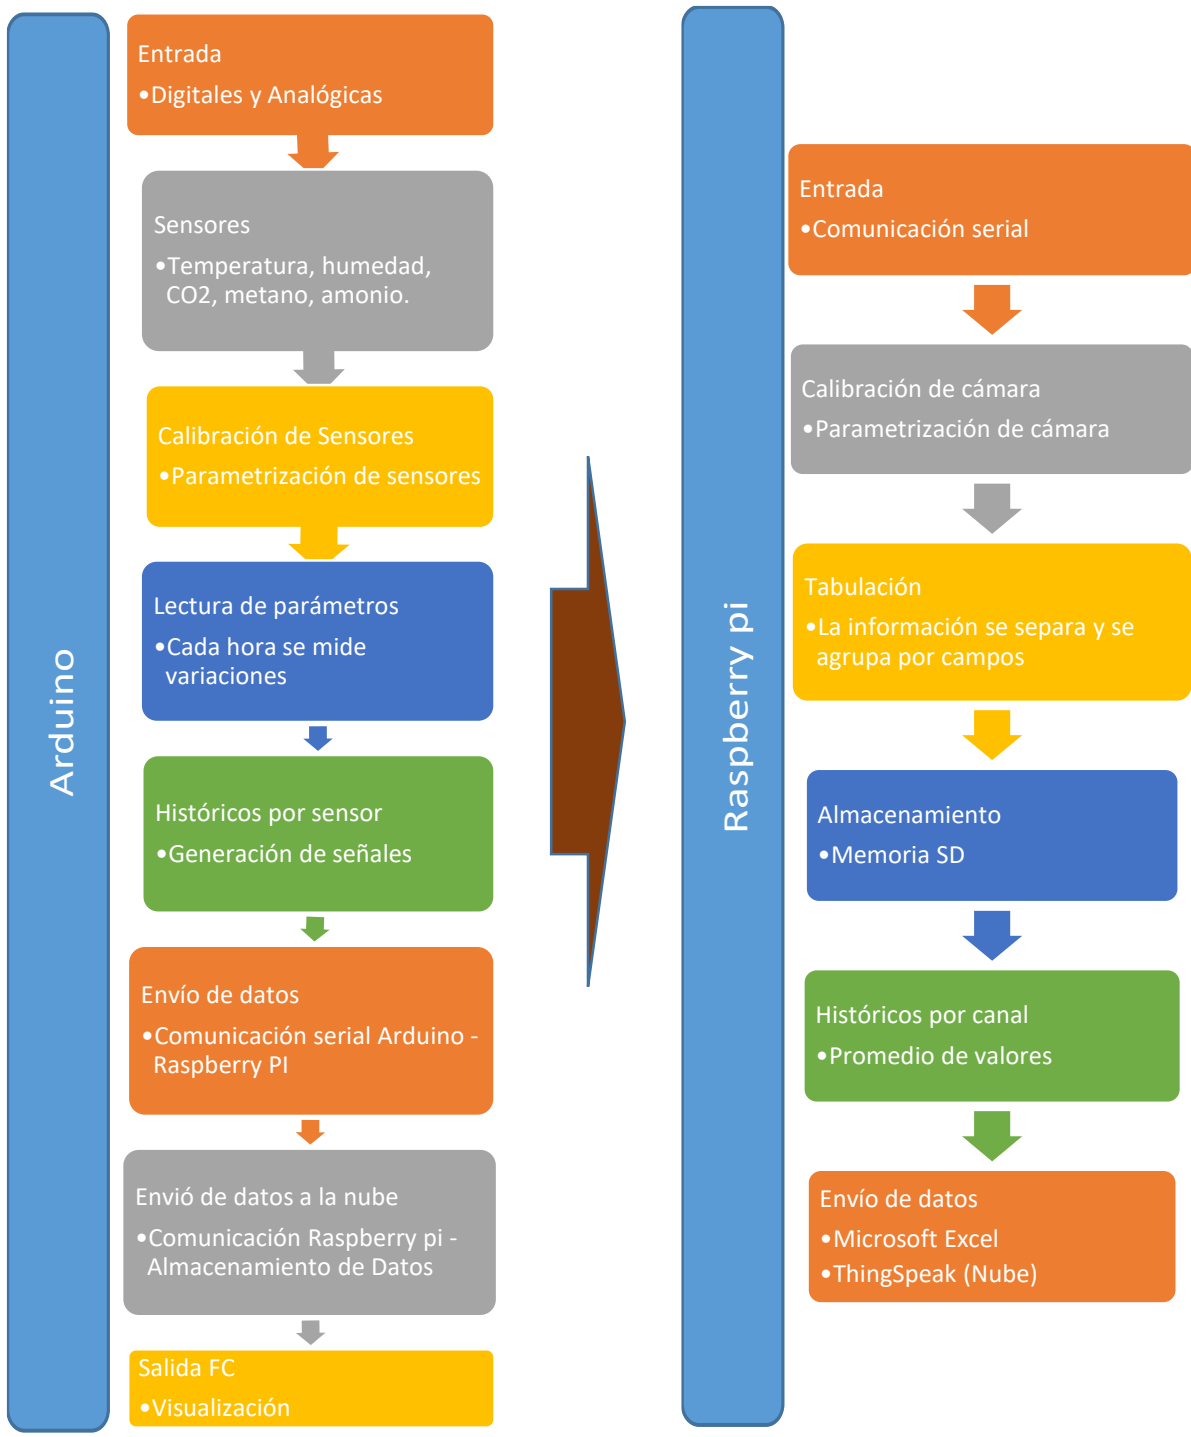 Arduino
Entrada
•Digitales y Analógicas
Sensores
•Temperatura, humedad,
CO2, metano, amonio.
Calibración de Sensores
•Parametrización de sensores
Lectura de parámetros
•Cada hora se mide
variaciones
Históricos por sensor
•Generación de señales
Envío de datos
•Comunicación serial Arduino -
Raspberry PI
Envió de datos a la nube
•Comunicación Raspberry pi -
Almacenamiento de Datos
Salida FC
•Visualización
Raspberry pi
Entrada
•Comunicación serial
Calibración de cámara
•Parametrización de cámara
Tabulación
•La información se separa y se
agrupa por campos
Almacenamiento
•Memoria SD
Históricos por canal
•Promedio de valores
Envío de datos
•Microsoft Excel
•ThingSpeak (Nube)